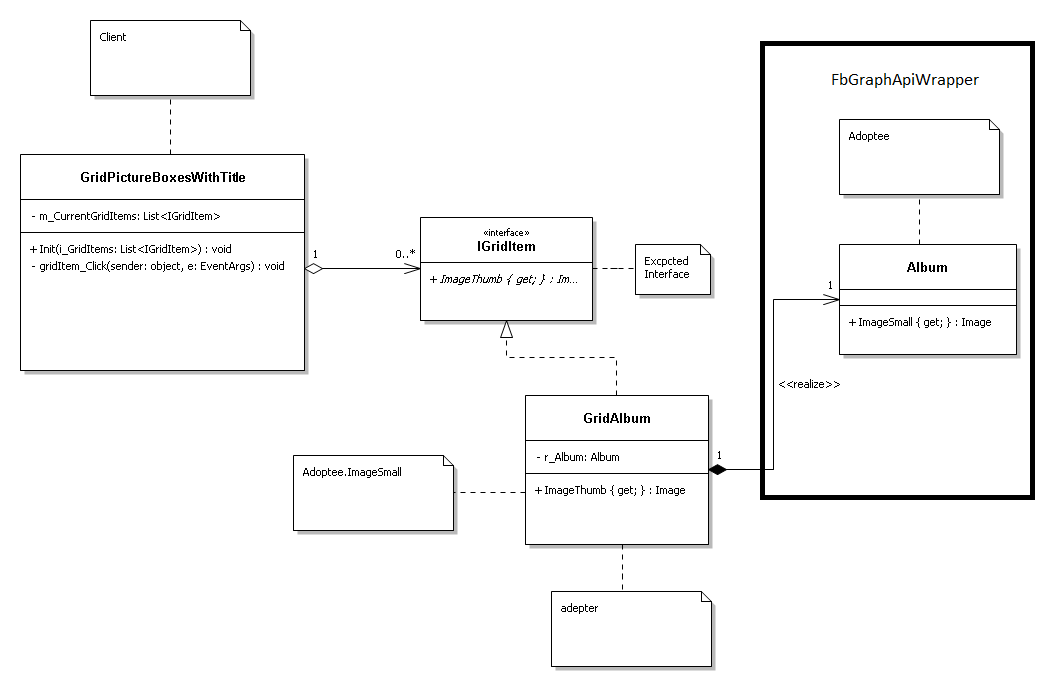 Client
GridPictureBoxesWithTitle
- m_CurrentGridItems: List<IGridItem>
+ Init(i_GridItems: List<IGridItem>) : void
- gridItem_Click(sender: object, e: EventArgs) : void
1
0..*
«interface»
IGridItem
+ ImageThumb { get; } : Im...
Excpcted
Interface
FbGraphApiWrapper
Adoptee
Album
+ ImageSmall { get; } : Image
1
<<realize>>
GridAlbum
- r_Album: Album
+ ImageThumb { get; } : Image
1
Adoptee.ImageSmall
adepter